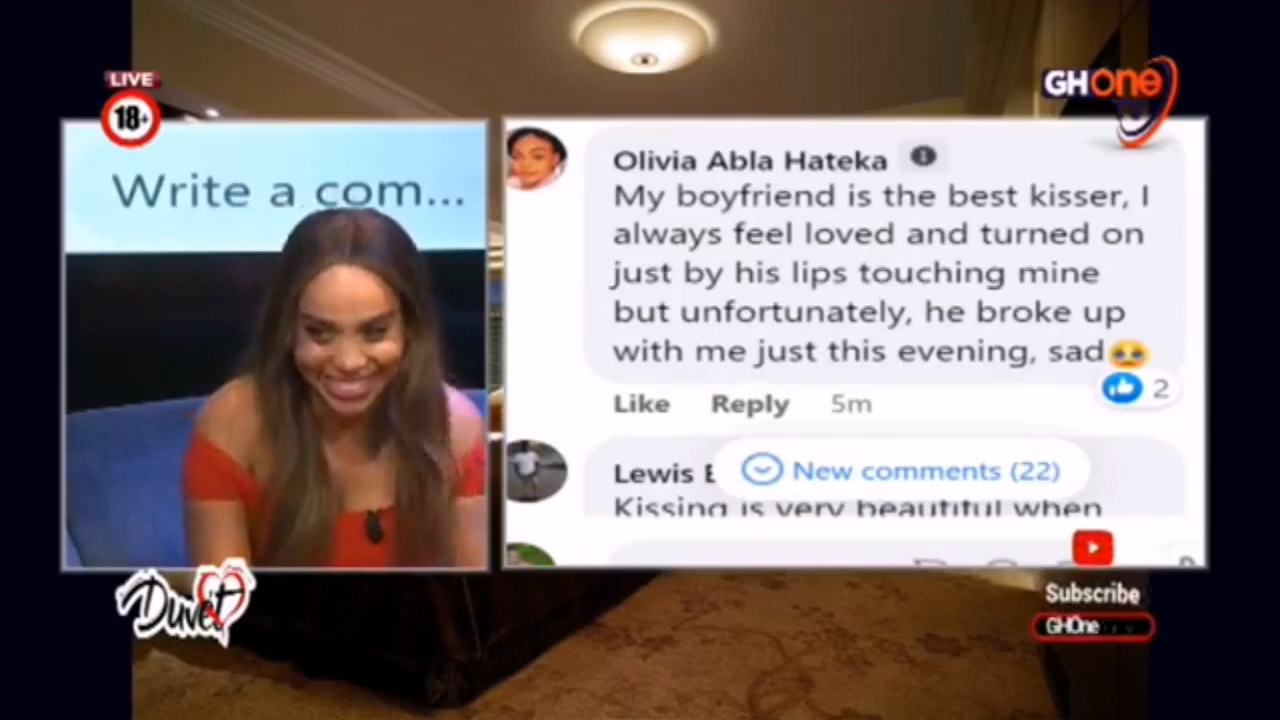 LIVE
18+
GHOne
Write a com...
Olivia Abla Hateka
My boyfriend is the best kisser, I
always feel loved and turned on
just by his lips touching mine
but unfortunately, he broke up
with me just this evening, sad🥺
2
Like Reply 5m
Lewis
New comments (22)
Kissing is very beautiful when
Duvet
Subscribe
GHOne